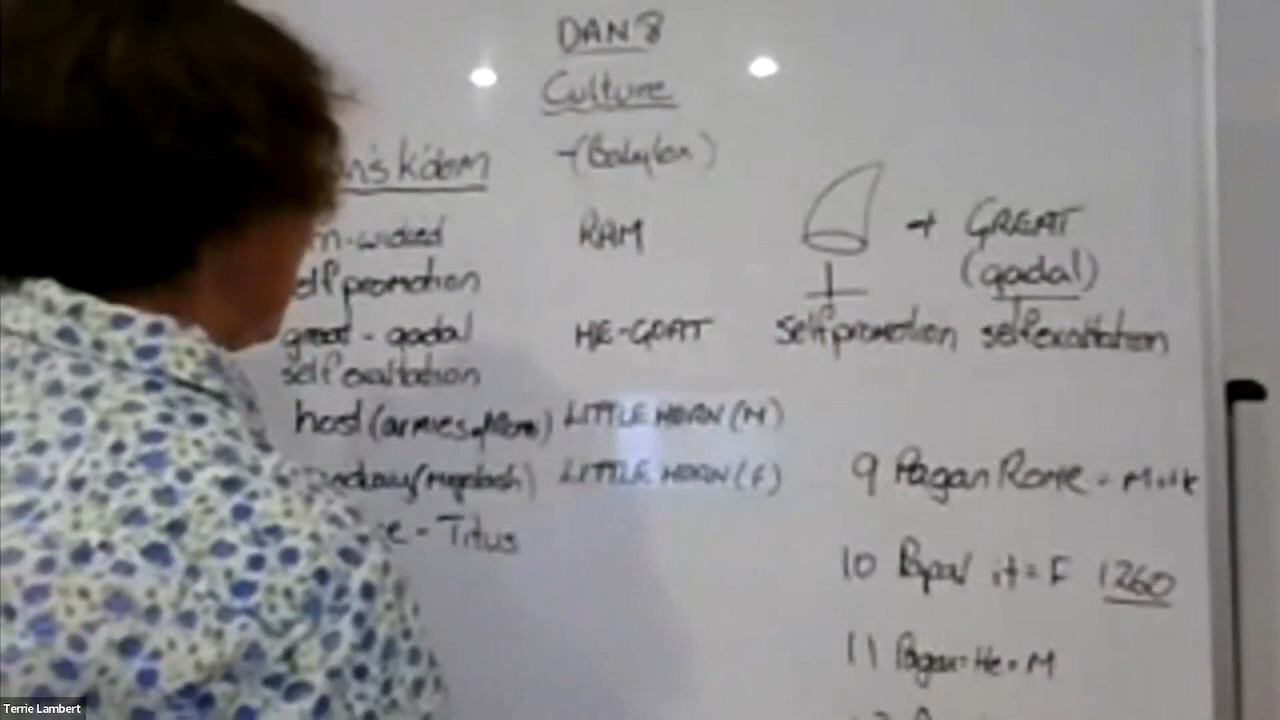 DAN 8
Culture
n's k'dom
-(Babylon)
m-wicked
RAM
→ GREAT
(gadal)
self promotion
great - gadal
HE-GOAT
self promotion self exaltation
self exaltation
host (armies
LITTLE HORN (M)
LITTLE HORN (F)
9 Pagan Rome -
e - Titus
10 Papal it = F 1260
11 Pagan = He = M
Terrie Lambert